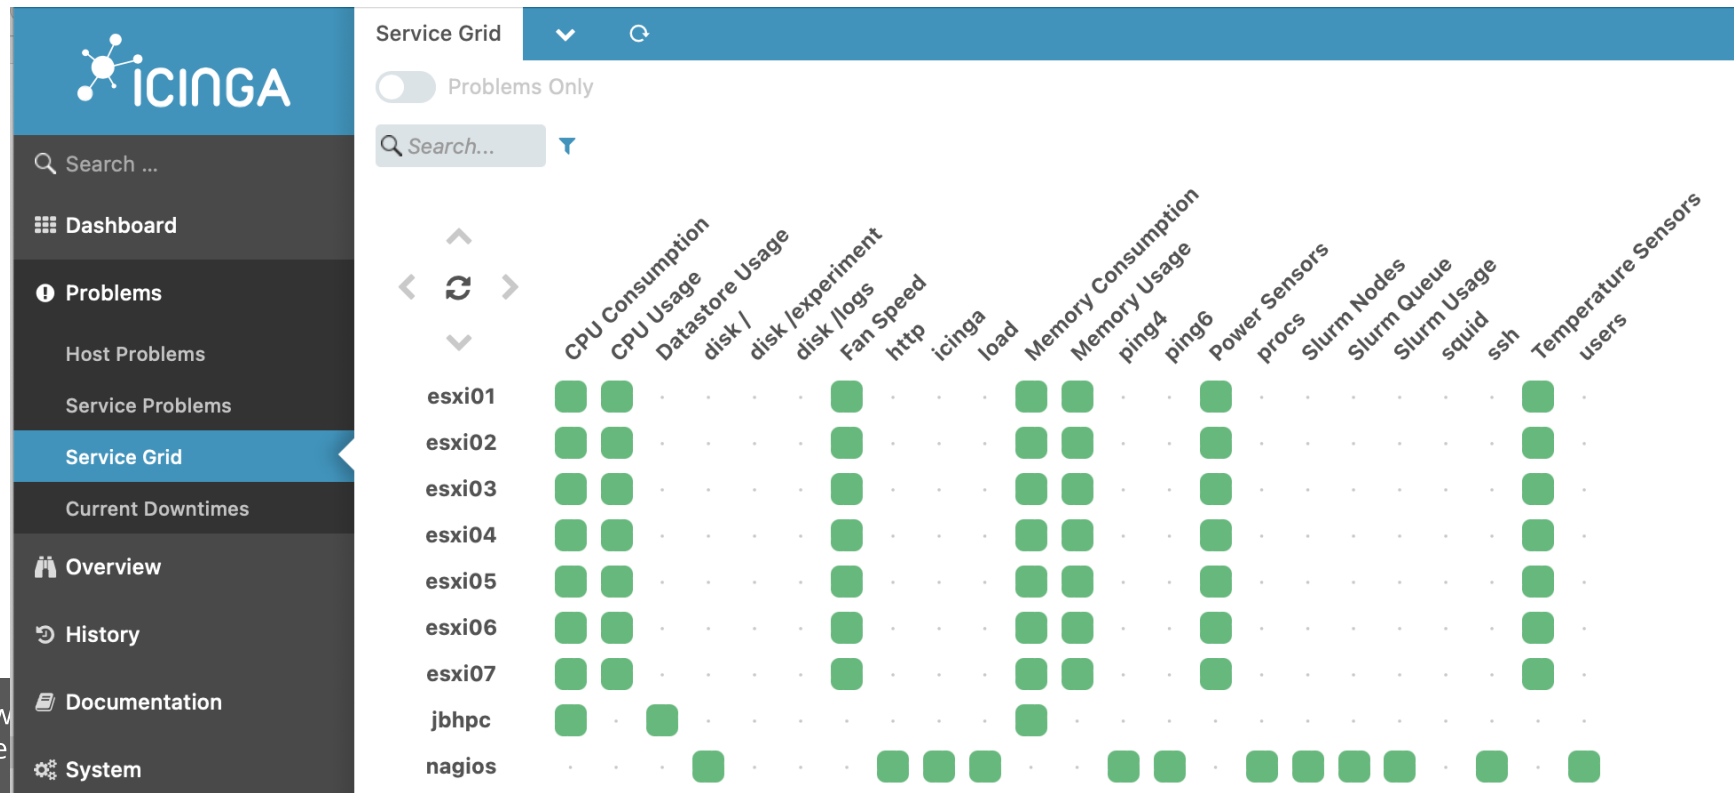 ICINGA
Search ...
Dashboard
Problems
Host Problems
Service Problems
Service Grid
Current Downtimes
Overview
History
Documentation
System
Service Grid
Problems Only
Search...
CPU Consumption
CPU Usage
Datastore Usage
disk /
disk /experiment
disk /logs
Fan Speed
http
icinga
load
Memory Consumption
Memory Usage
ping4
ping6
Power Sensors
procs
Slurm Nodes
Slurm Queue
Slurm Usage
squid
ssh
Temperature Sensors
users
esxi01
esxi02
esxi03
esxi04
esxi05
esxi06
esxi07
jbhpc
nagios